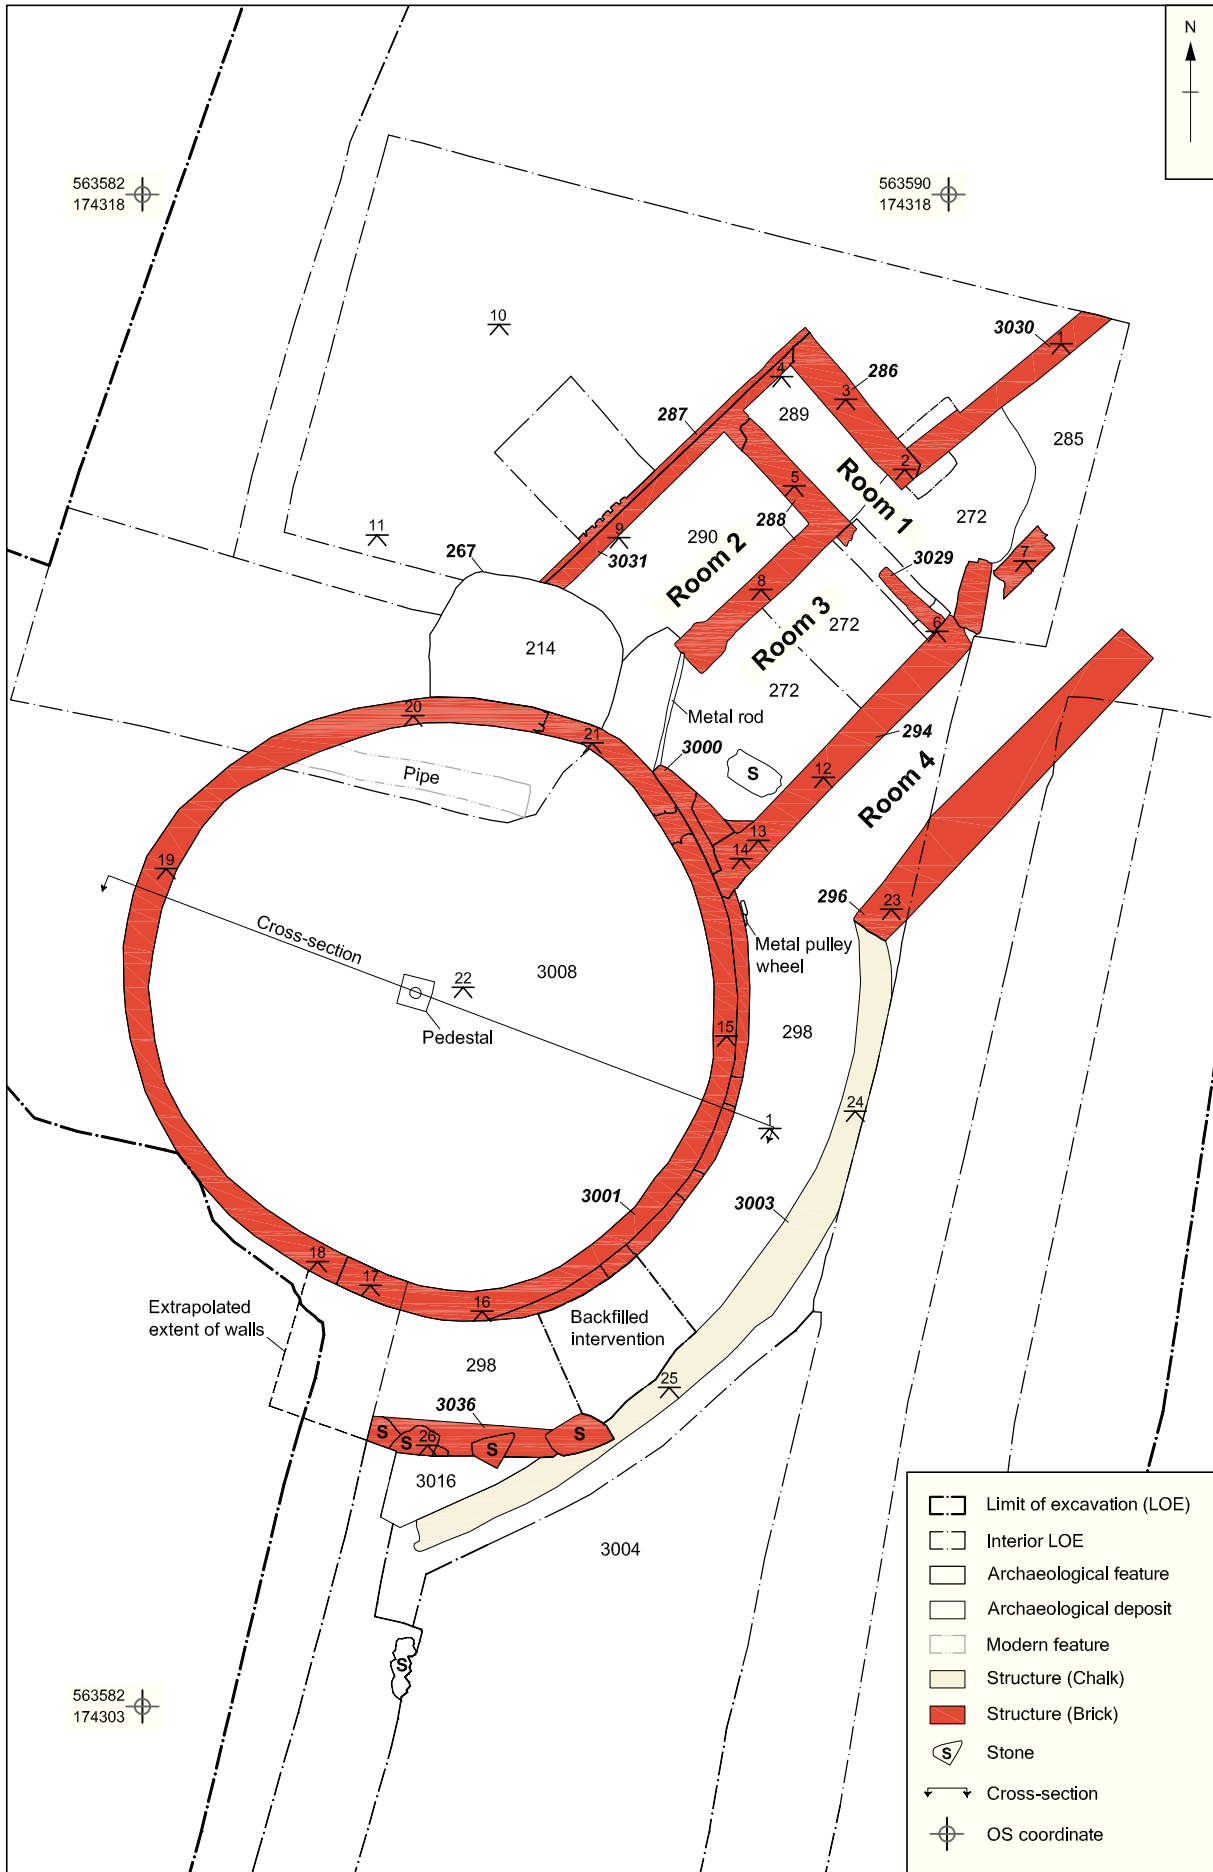 N
563582
174318
563590
174318
10
3030
1
4
3
286
287
289
285
2
Room 1
5
288
272
11
9
290
267
3031
Room 2
3029
7
8
Room 3
272
6
214
272
Metal rod
294
20
21
3000
S
Pipe
12
Room 4
13
14
19
296
23
Cross-section
Metal pulley
wheel
22
3008
Pedestal
15
298
24
1
3001
3003
18
17
16
Extrapolated
extent of walls
Backfilled
intervention
298
25
3036
S
S
26
S
S
3016
3004
S
563582
174303
Limit of excavation (LOE)
Interior LOE
Archaeological feature
Archaeological deposit
Modern feature
Structure (Chalk)
Structure (Brick)
S
Stone
Cross-section
OS coordinate